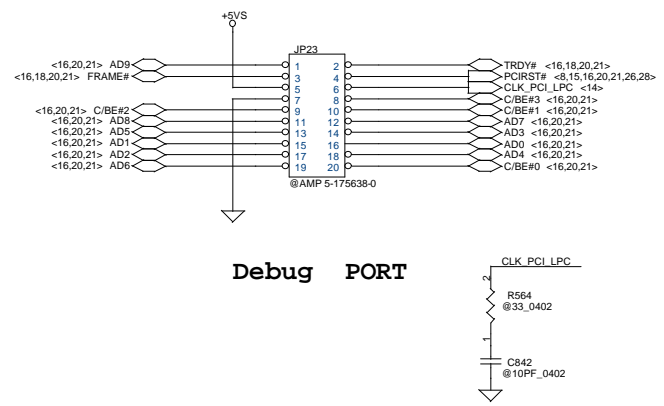 +5VS
JP23
<16,20,21> AD9 1 2 TRDY# <16,18,20,21>
<16,18,20,21> FRAME# 3 4 PCIRST# <8,15,16,20,21,26,28>
5 6 CLK_PCI_LPC <14>
7 8 C/BE#3 <16,20,21>
<16,20,21> C/BE#2 9 10 C/BE#1 <16,20,21>
<16,20,21> AD8 11 12 AD7 <16,20,21>
<16,20,21> AD5 13 14 AD3 <16,20,21>
<16,20,21> AD1 15 16 AD0 <16,20,21>
<16,20,21> AD2 17 18 AD4 <16,20,21>
<16,20,21> AD6 19 20 C/BE#0 <16,20,21>
@AMP 5-175638-0
Debug PORT
CLK_PCI_LPC
2
R564
@33_0402
1
C842
@10PF_0402